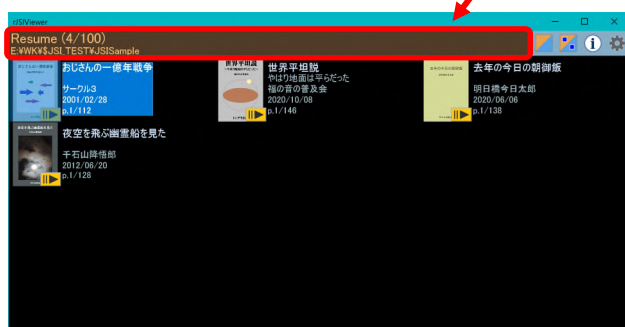 rJSIViewer
Resume (4/100)
E:¥WK¥$JSI_TEST¥JSISample
おじさんの一億年戦争
サークル3
2001/02/28
p.1/112
世界平坦説
やはり地面は平らだった
福の音の普及会
2020/10/08
p.1/146
去年の今日の朝御飯
明日橋今日太郎
2020/06/06
p.1/138
夜空を飛ぶ幽霊船を見た
千石山降悟郎
2012/06/20
p.1/128